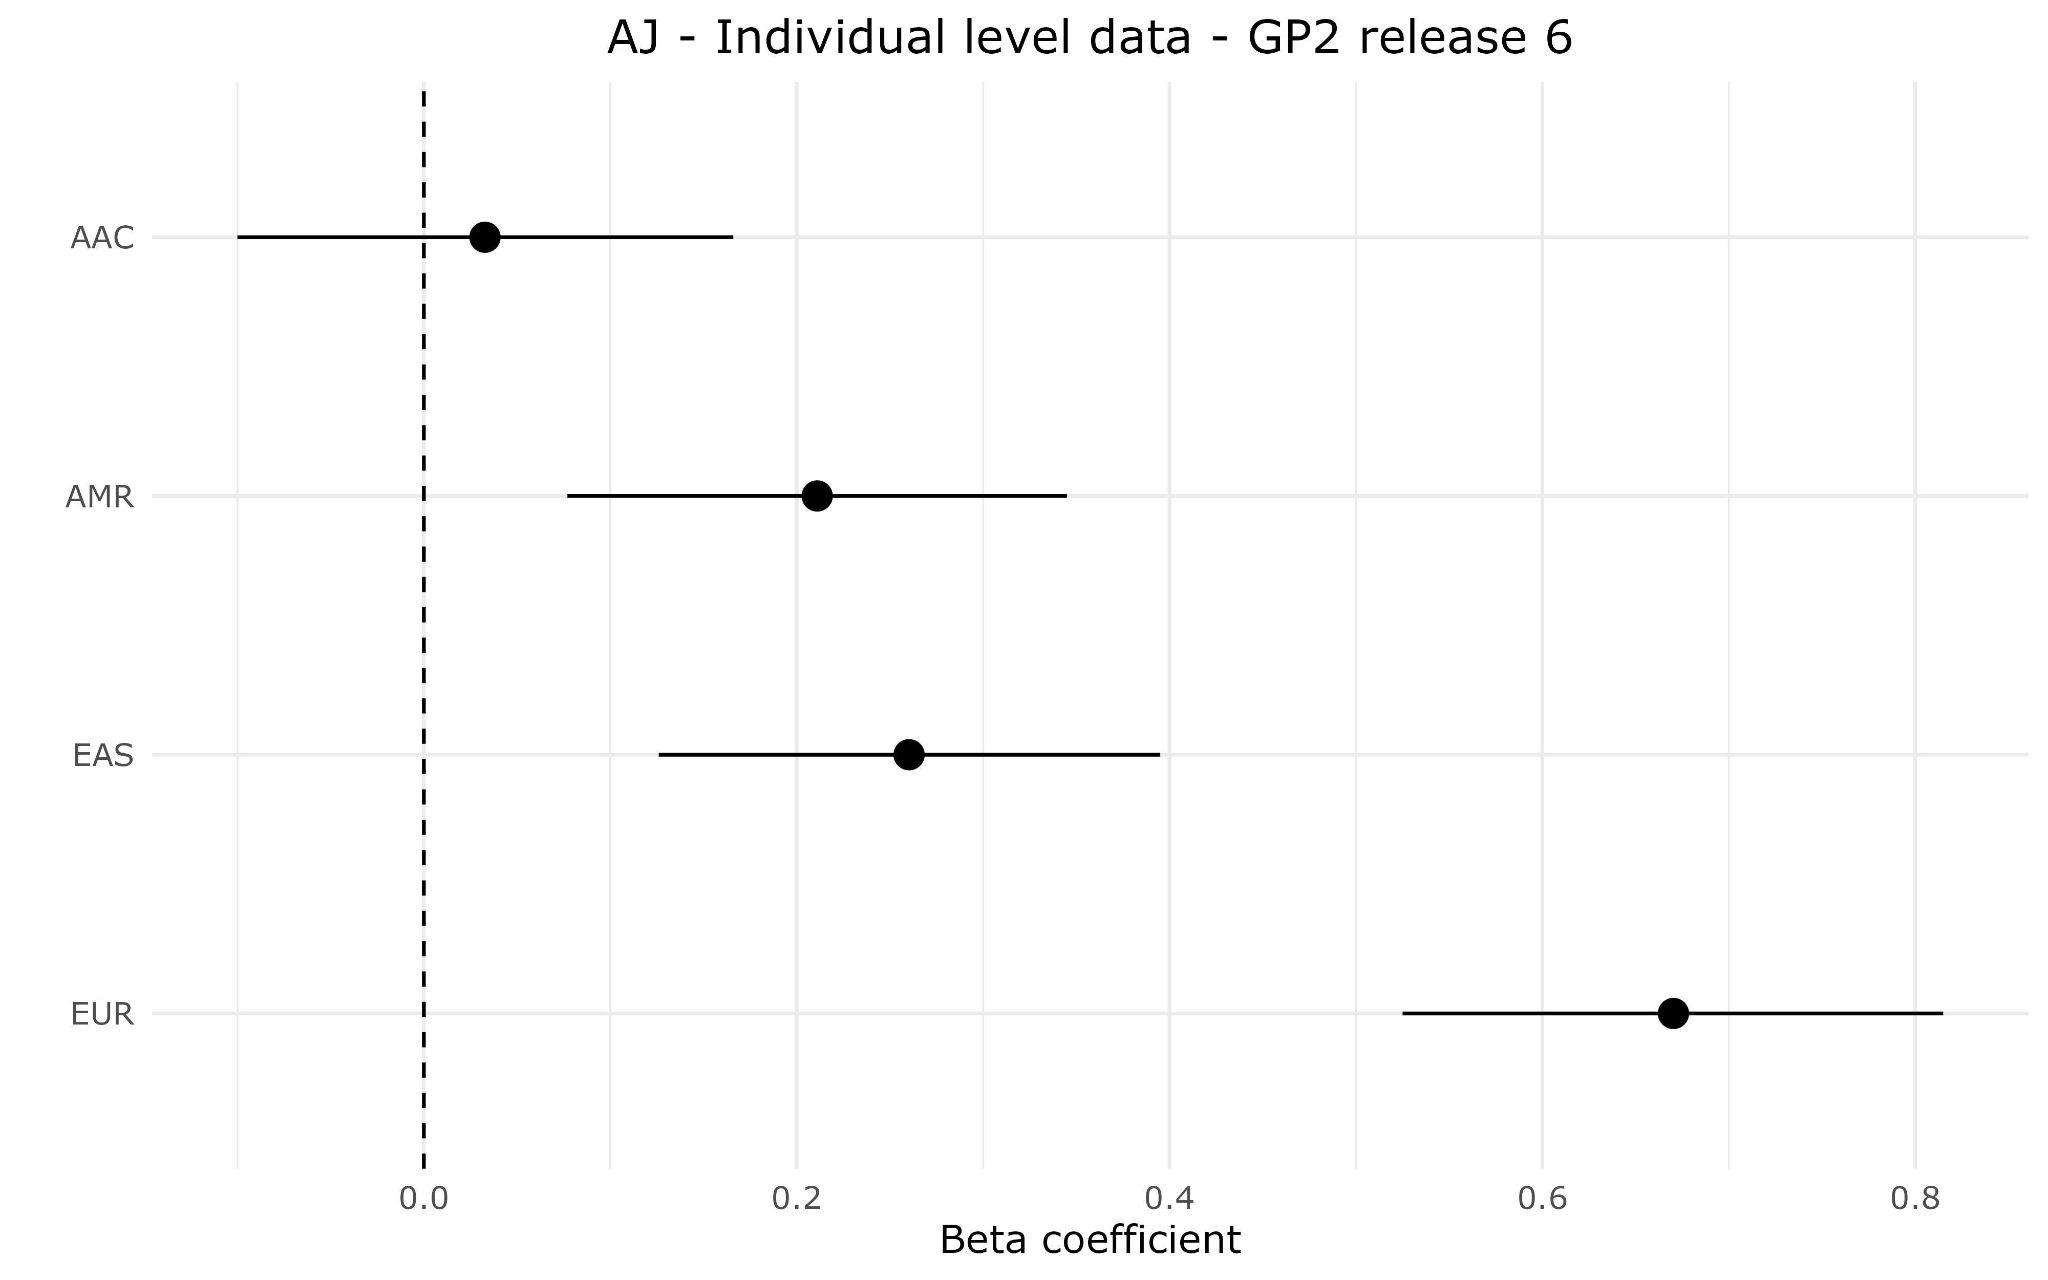 AJ - Individual level data - GP2 release 6
AAC
AMR
EAS
EUR
0.0 0.2 0.4 0.6 0.8
Beta coefficient